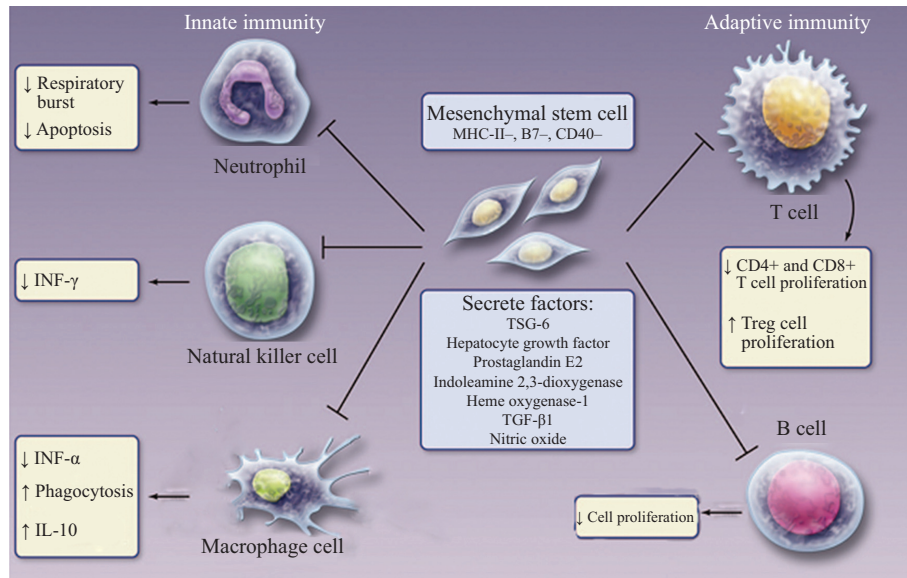 Innate immunity
Adaptive immunity
↓ Respiratory
burst
↓ Apoptosis
Neutrophil
Mesenchymal stem cell
MHC-II–, B7–, CD40–
T cell
↓ INF-γ
Natural killer cell
Secrete factors:
TSG-6
Hepatocyte growth factor
Prostaglandin E2
Indoleamine 2,3-dioxygenase
Heme oxygenase-1
TGF-β1
Nitric oxide
↓ CD4+ and CD8+
T cell proliferation
↑ Treg cell
proliferation
↓ INF-α
↑ Phagocytosis
↑ IL-10
Macrophage cell
B cell
↓ Cell proliferation